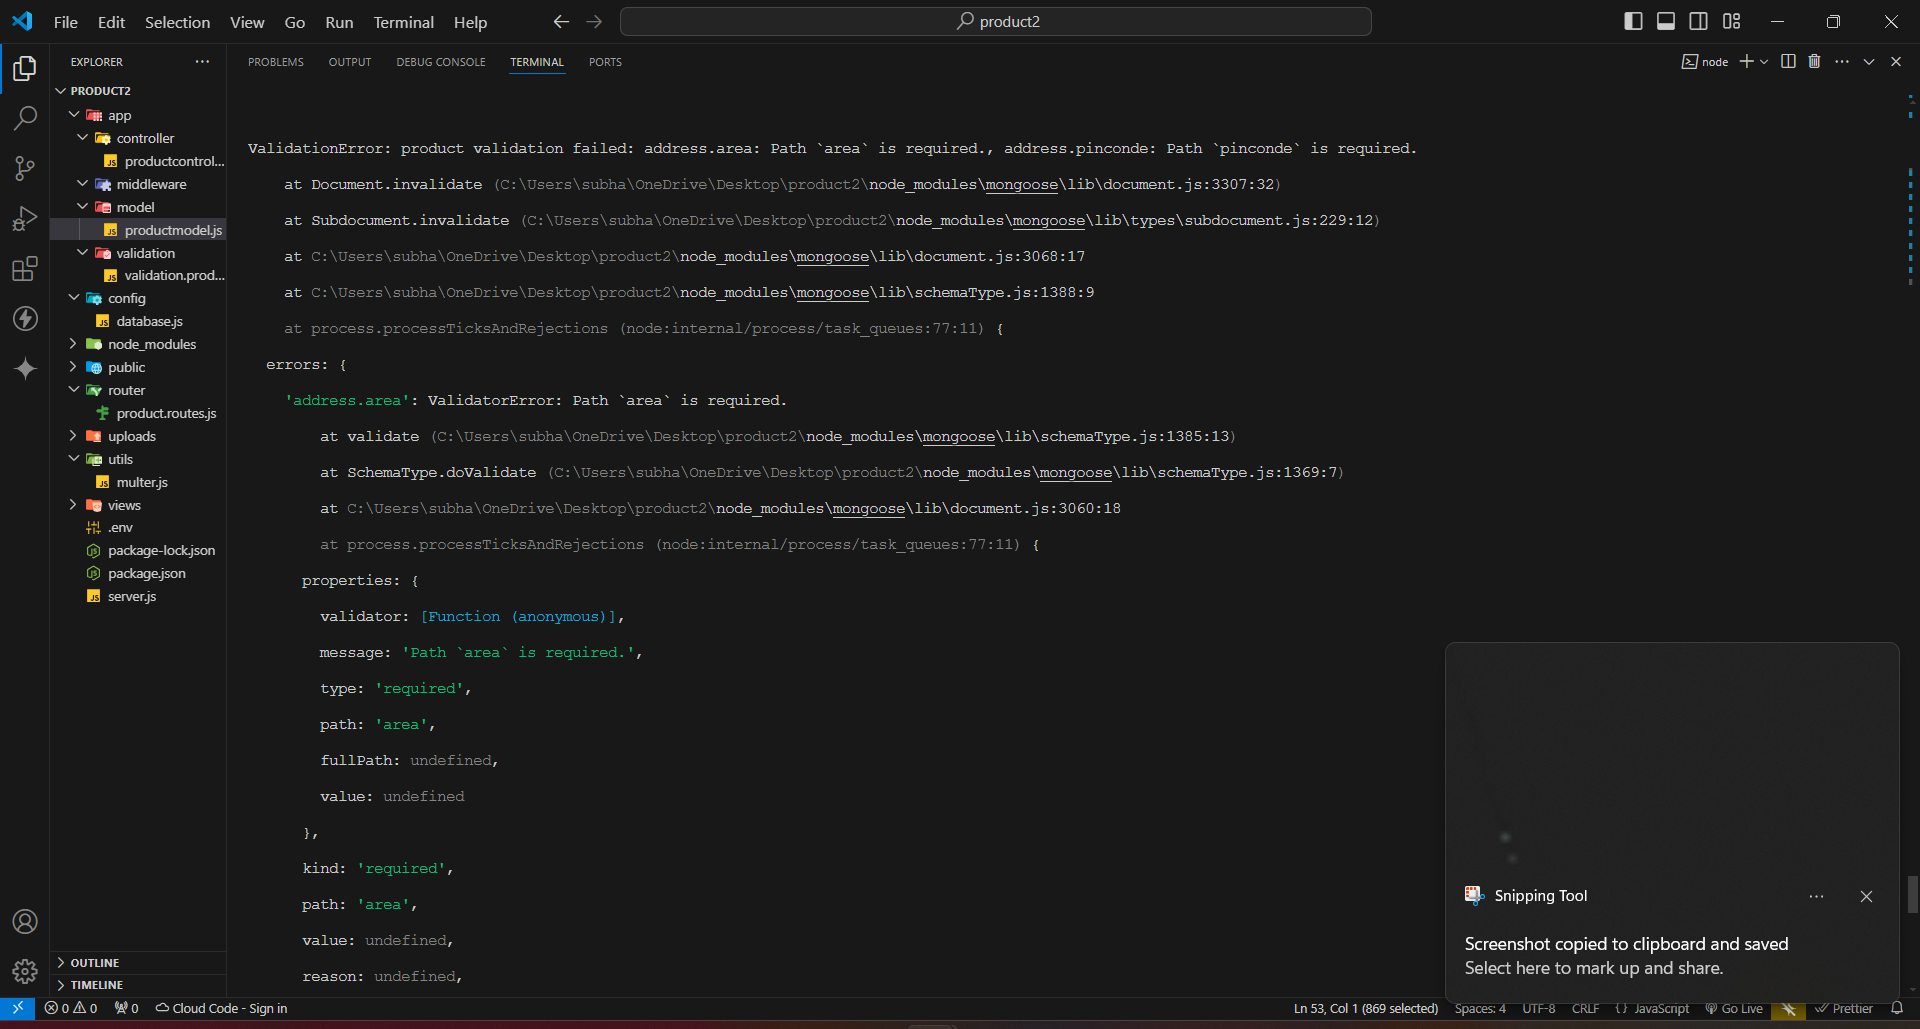 File Edit Selection View Go Run Terminal Help
product2
EXPLORER
PRODUCT2
app
controller
productcontrol...
middleware
model
productmodel.js
validation
validation.prod...
config
database.js
node_modules
public
router
product.routes.js
uploads
utils
multer.js
views
.env
package-lock.json
package.json
server.js
OUTLINE
TIMELINE
PROBLEMS OUTPUT DEBUG CONSOLE TERMINAL PORTS
node
ValidationError: product validation failed: address.area: Path `area` is required., address.pinconde: Path `pinconde` is required.
at Document.invalidate (C:\Users\subha\OneDrive\Desktop\product2\node_modules\mongoose\lib\document.js:3307:32)
at Subdocument.invalidate (C:\Users\subha\OneDrive\Desktop\product2\node_modules\mongoose\lib\types\subdocument.js:229:12)
at C:\Users\subha\OneDrive\Desktop\product2\node_modules\mongoose\lib\document.js:3068:17
at C:\Users\subha\OneDrive\Desktop\product2\node_modules\mongoose\lib\schemaType.js:1388:9
at process.processTicksAndRejections (node:internal/process/task_queues:77:11) {
errors: {
'address.area': ValidatorError: Path `area` is required.
at validate (C:\Users\subha\OneDrive\Desktop\product2\node_modules\mongoose\lib\schemaType.js:1385:13)
at SchemaType.doValidate (C:\Users\subha\OneDrive\Desktop\product2\node_modules\mongoose\lib\schemaType.js:1369:7)
at C:\Users\subha\OneDrive\Desktop\product2\node_modules\mongoose\lib\document.js:3060:18
at process.processTicksAndRejections (node:internal/process/task_queues:77:11) {
properties: {
validator: [Function (anonymous)],
message: 'Path `area` is required.',
type: 'required',
path: 'area',
fullPath: undefined,
value: undefined
},
kind: 'required',
path: 'area',
value: undefined,
reason: undefined,
Snipping Tool
Screenshot copied to clipboard and saved
Select here to mark up and share.
0 0 0 Cloud Code - Sign in
Ln 53, Col 1 (869 selected) Spaces: 4 UTF-8 CRLF {} JavaScript Go Live Prettier